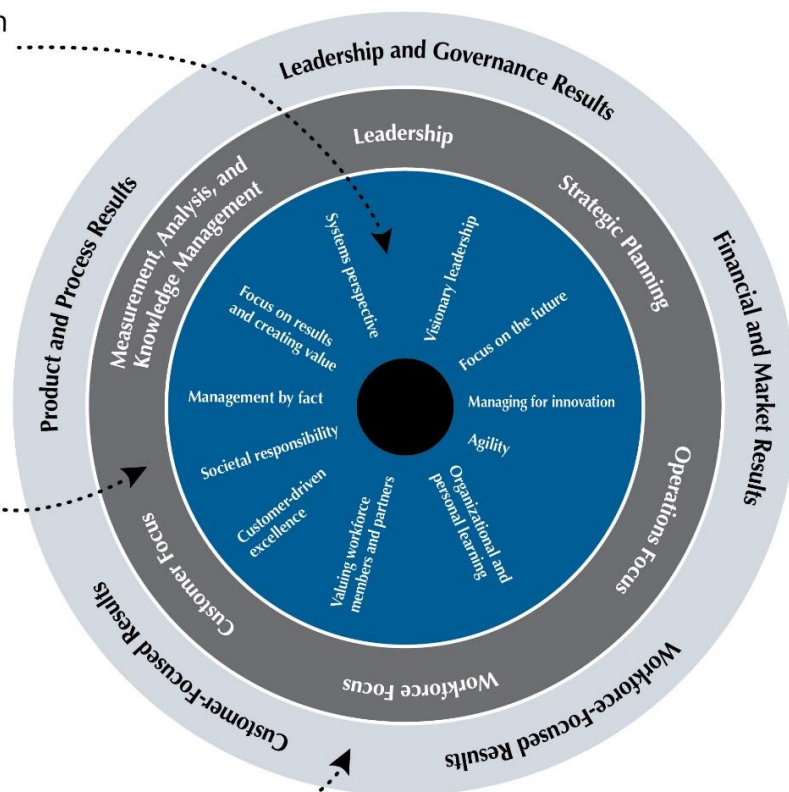 Leadership and Governance Results
Financial and Market Results
Workforce-Focused Results
Customer-Focused Results
Product and Process Results
Leadership
Strategic Planning
Operations Focus
Workforce Focus
Customer Focus
Measurement, Analysis, and
Knowledge Management
Systems perspective
Visionary leadership
Focus on the future
Managing for innovation
Agility
Organizational and
personal learning
Valuing workforce
members and partners
Customer-driven
excellence
Societal responsibility
Management by fact
Focus on results
and creating value